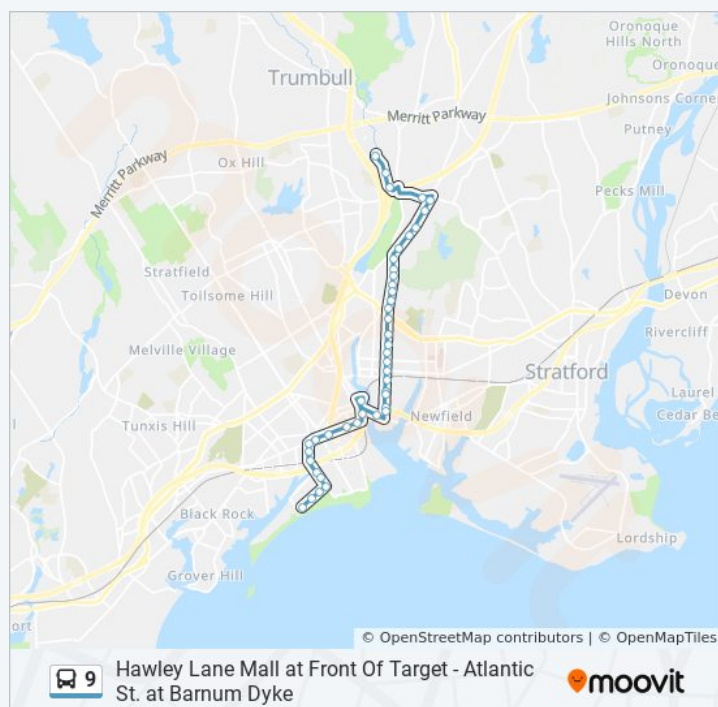 Oronoque
Hills North
Oronoque
Trumbull
Johnsons Corne
Merritt Parkway
Putney
Ox Hill
Merritt Parkway
Pecks Mill
Stratfield
Toilsome Hill
Devon
Rivercliff
Melville Village
Stratford
Laurel
Cedar Be
Newfield
Tunxis Hill
Black Rock
Lordship
Grover Hill
ort
© OpenStreetMap contributors | © OpenMapTiles
9
Hawley Lane Mall at Front Of Target - Atlantic
St. at Barnum Dyke
moovit